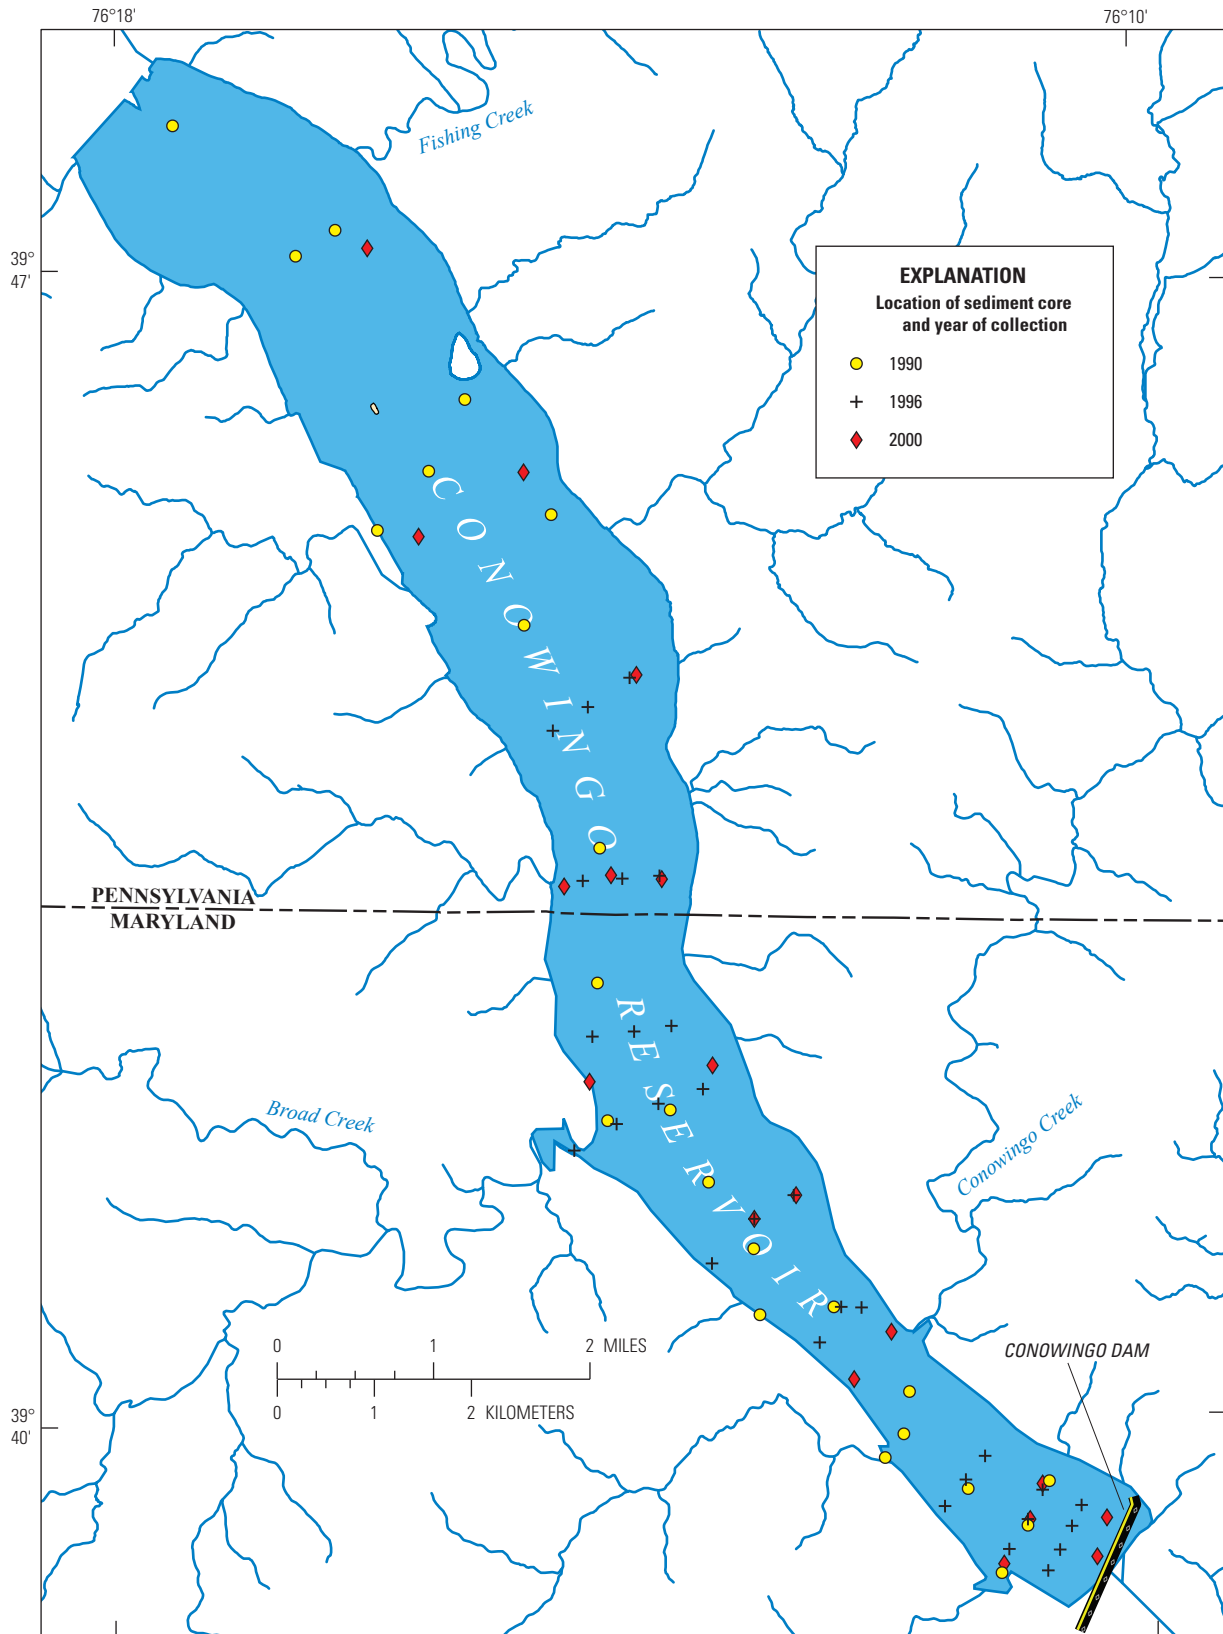 76°18'
76°10'
Fishing Creek
39°
47'
EXPLANATION
Location of sediment core
and year of collection
1990
1996
2000
CONOWINGO
PENNSYLVANIA
MARYLAND
RESERVOIR
Broad Creek
Conowingo Creek
0 1 2 MILES
0 1 2 KILOMETERS
CONOWINGO DAM
39°
40'